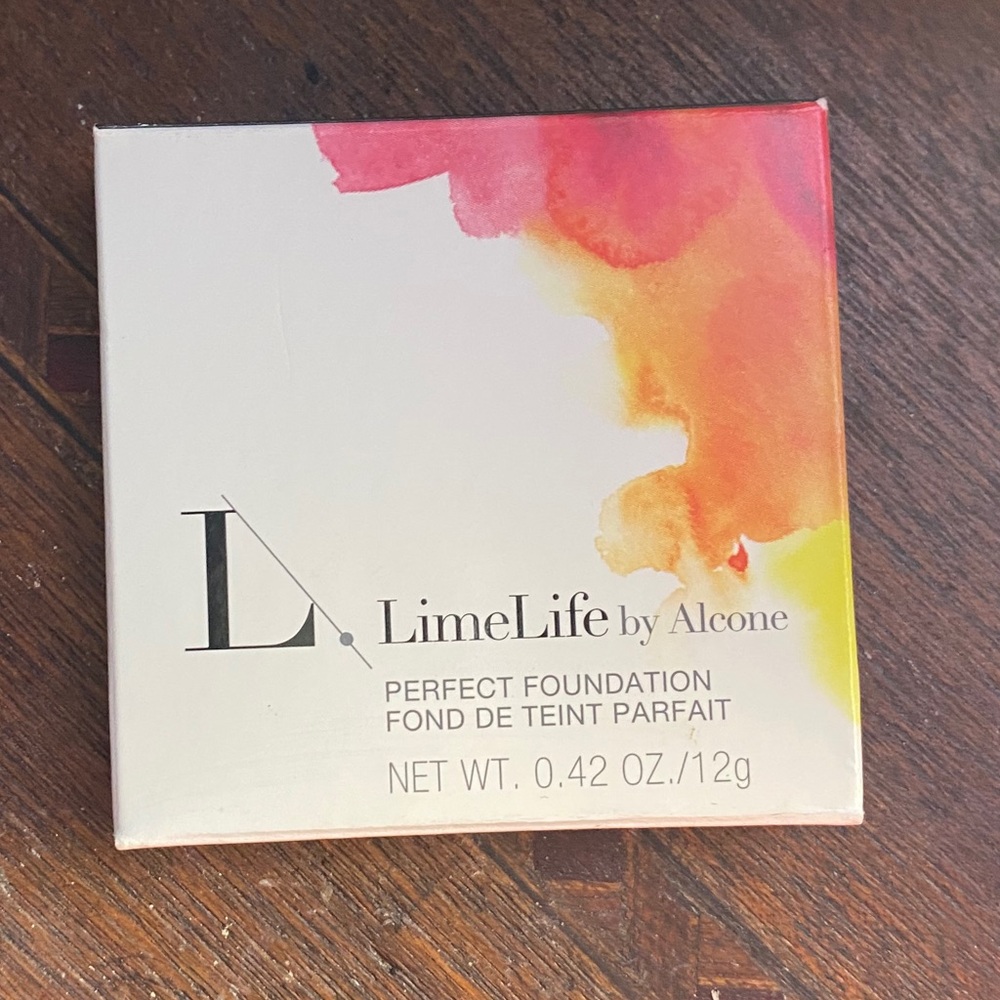 L
LimeLife by Alcone
PERFECT FOUNDATION
FOND DE TEINT PARFAIT
NET WT. 0.42 OZ./12g